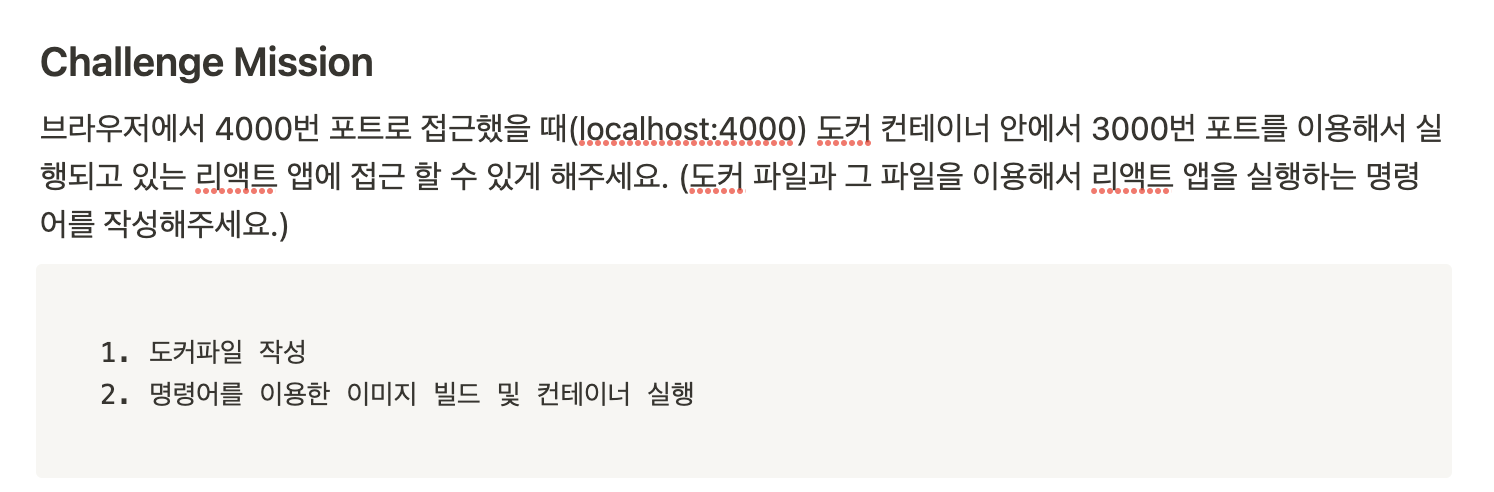 Challenge Mission
브라우저에서 4000번 포트로 접근했을 때(localhost:4000) 도커 컨테이너 안에서 3000번 포트를 이용해서 실
행되고 있는 리액트 앱에 접근 할 수 있게 해주세요. (도커 파일과 그 파일을 이용해서 리액트 앱을 실행하는 명령
어를 작성해주세요.)
1. 도커파일 작성
2. 명령어를 이용한 이미지 빌드 및 컨테이너 실행